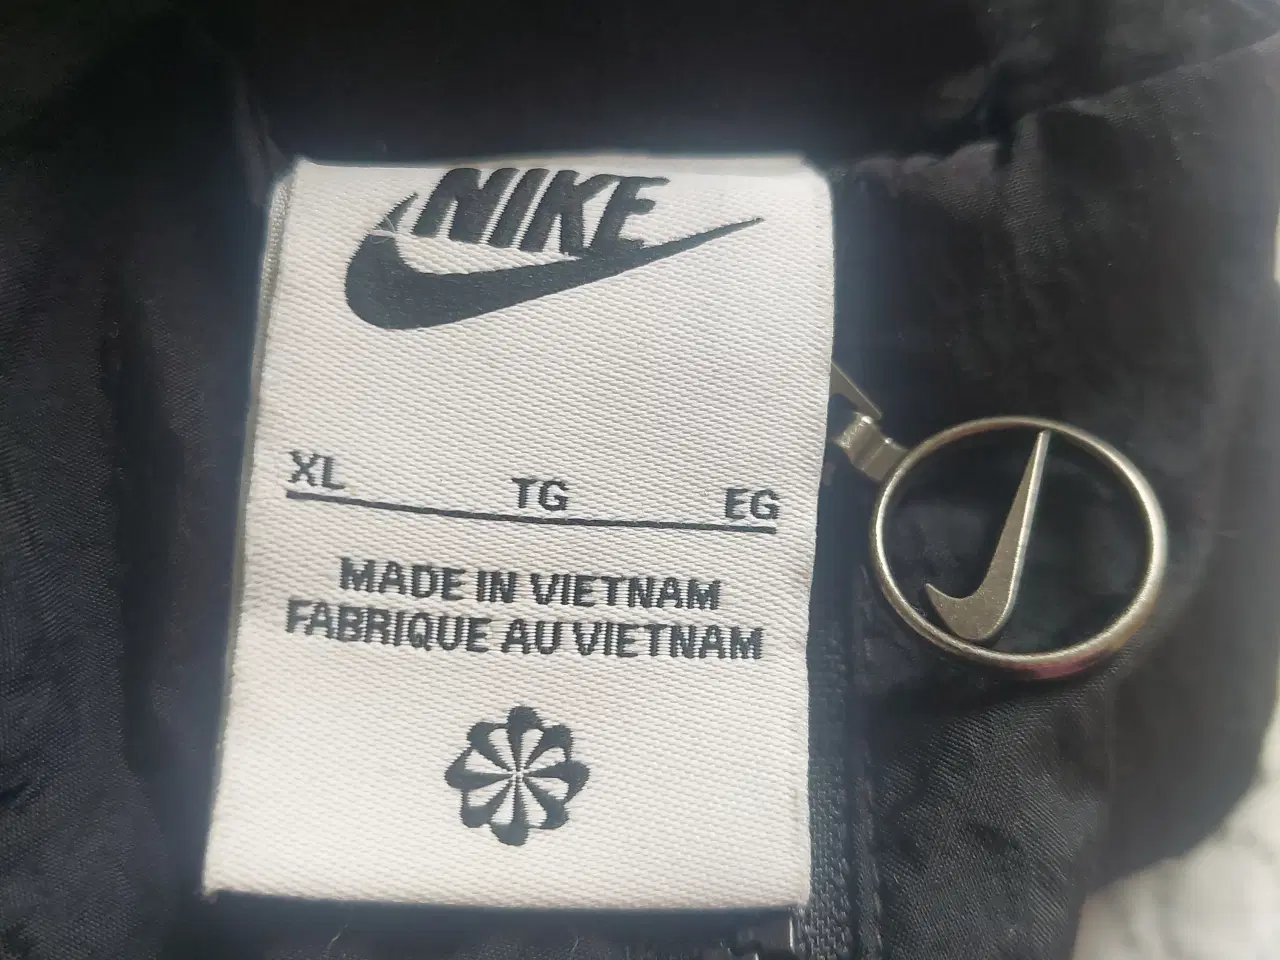 NIKE
XL TG EG
MADE IN VIETNAM
FABRIQUE AU VIETNAM